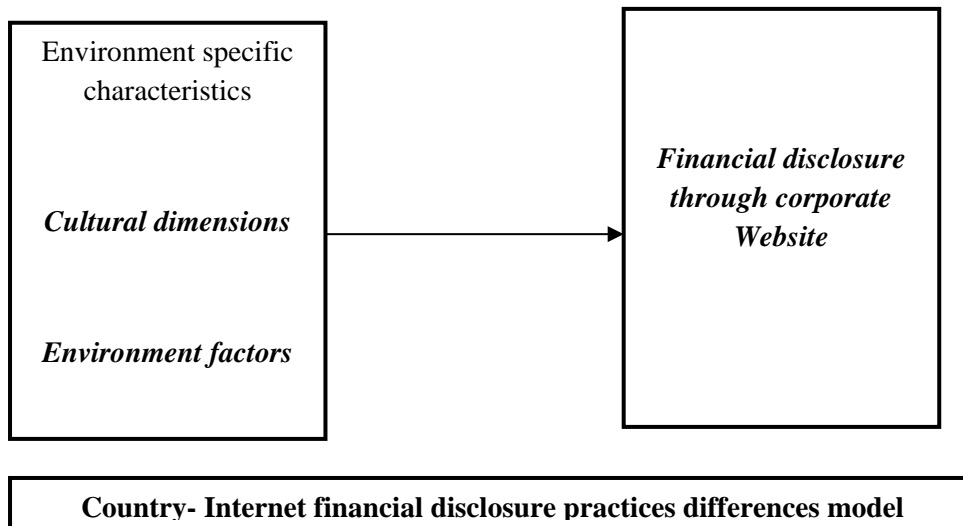 Environment specific
characteristics
Cultural dimensions
Environment factors
Financial disclosure
through corporate
Website
Country- Internet financial disclosure practices differences model